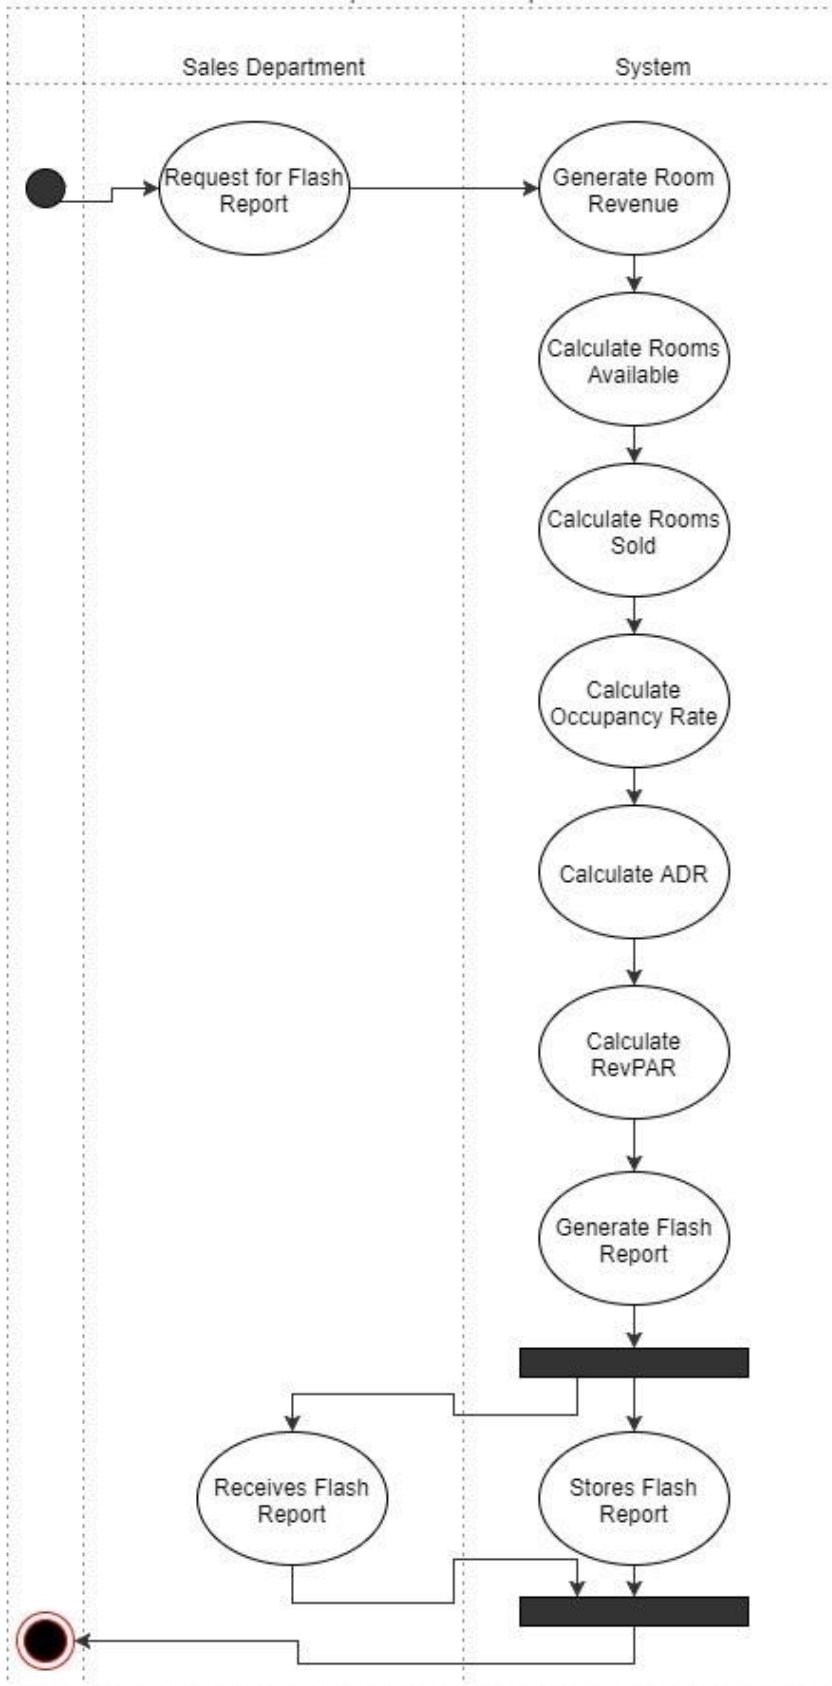 Sales Department
System
Request for Flash
Report
Generate Room
Revenue
Calculate Rooms
Available
Calculate Rooms
Sold
Calculate
Occupancy Rate
Calculate ADR
Calculate
RevPAR
Generate Flash
Report
Receives Flash
Report
Stores Flash
Report